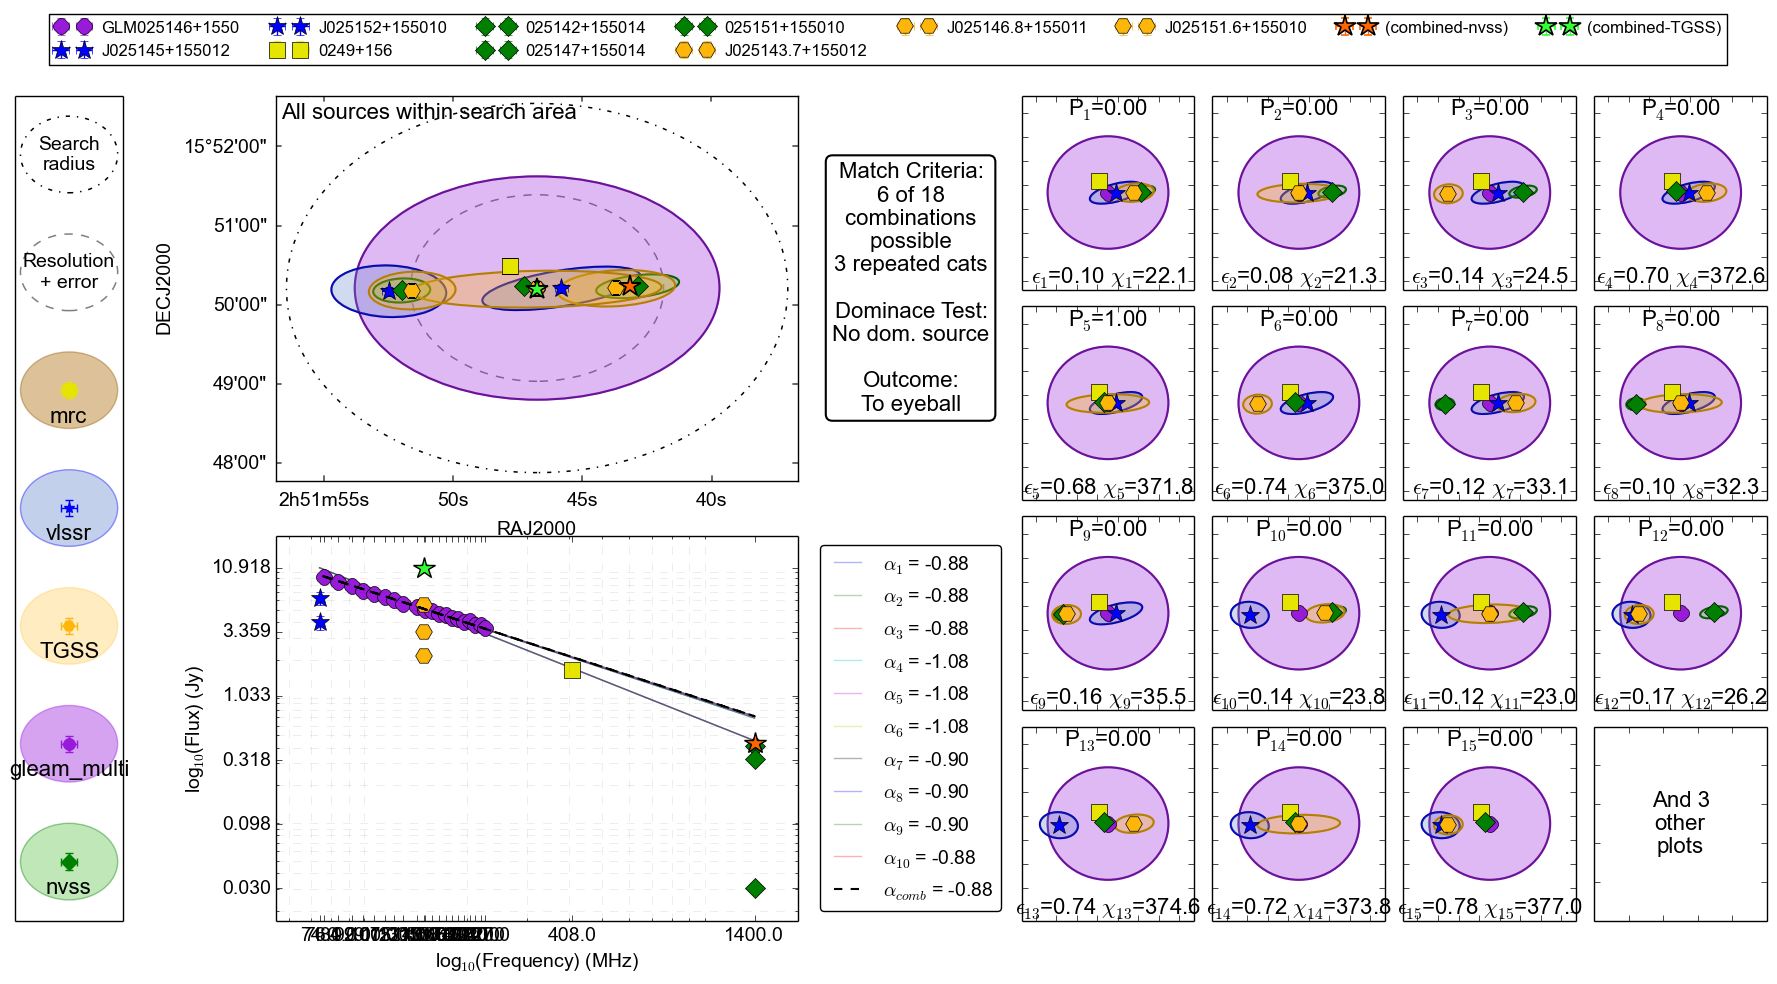 GLM025146+1550 J025152+155010 025142+155014 025151+155010 J025146.8+155011 J025151.6+155010 (combined-nvss) (combined-TGSS)
J025145+155012 0249+156 025147+155014 J025143.7+155012
Search
radius
Resolution
+ error
mrc
vlssr
TGSS
gleam_multi
nvss
All sources within search area
15°52'00"
51'00"
50'00"
49'00"
48'00"
DECJ2000
2h51m55s 50s 45s 40s
RAJ2000
Match Criteria:
6 of 18
combinations
possible
3 repeated cats
Dominace Test:
No dom. source
Outcome:
To eyeball
10.918
3.359
1.033
0.318
0.098
0.030
log₁₀(Flux) (Jy)
408.0 1400.0
log₁₀(Frequency) (MHz)
α₁ = -0.88
α₂ = -0.88
α₃ = -0.88
α₄ = -1.08
α₅ = -1.08
α₆ = -1.08
α₇ = -0.90
α₈ = -0.90
α₉ = -0.90
α₁₀ = -0.88
α_comb = -0.88
P₁=0.00 P₂=0.00 P₃=0.00 P₄=0.00
ϵ₁=0.10 χ₁=22.1 ϵ₂=0.08 χ₂=21.3 ϵ₃=0.14 χ₃=24.5 ϵ₄=0.70 χ₄=372.6
P₅=1.00 P₆=0.00 P₇=0.00 P₈=0.00
ϵ₅=0.68 χ₅=371.8 ϵ₆=0.74 χ₆=375.0 ϵ₇=0.12 χ₇=33.1 ϵ₈=0.10 χ₈=32.3
P₉=0.00 P₁₀=0.00 P₁₁=0.00 P₁₂=0.00
ϵ₉=0.16 χ₉=35.5 ϵ₁₀=0.14 χ₁₀=23.8 ϵ₁₁=0.12 χ₁₁=23.0 ϵ₁₂=0.17 χ₁₂=26.2
P₁₃=0.00 P₁₄=0.00 P₁₅=0.00
ϵ₁₃=0.74 χ₁₃=374.6 ϵ₁₄=0.72 χ₁₄=373.8 ϵ₁₅=0.78 χ₁₅=377.0
And 3
other
plots